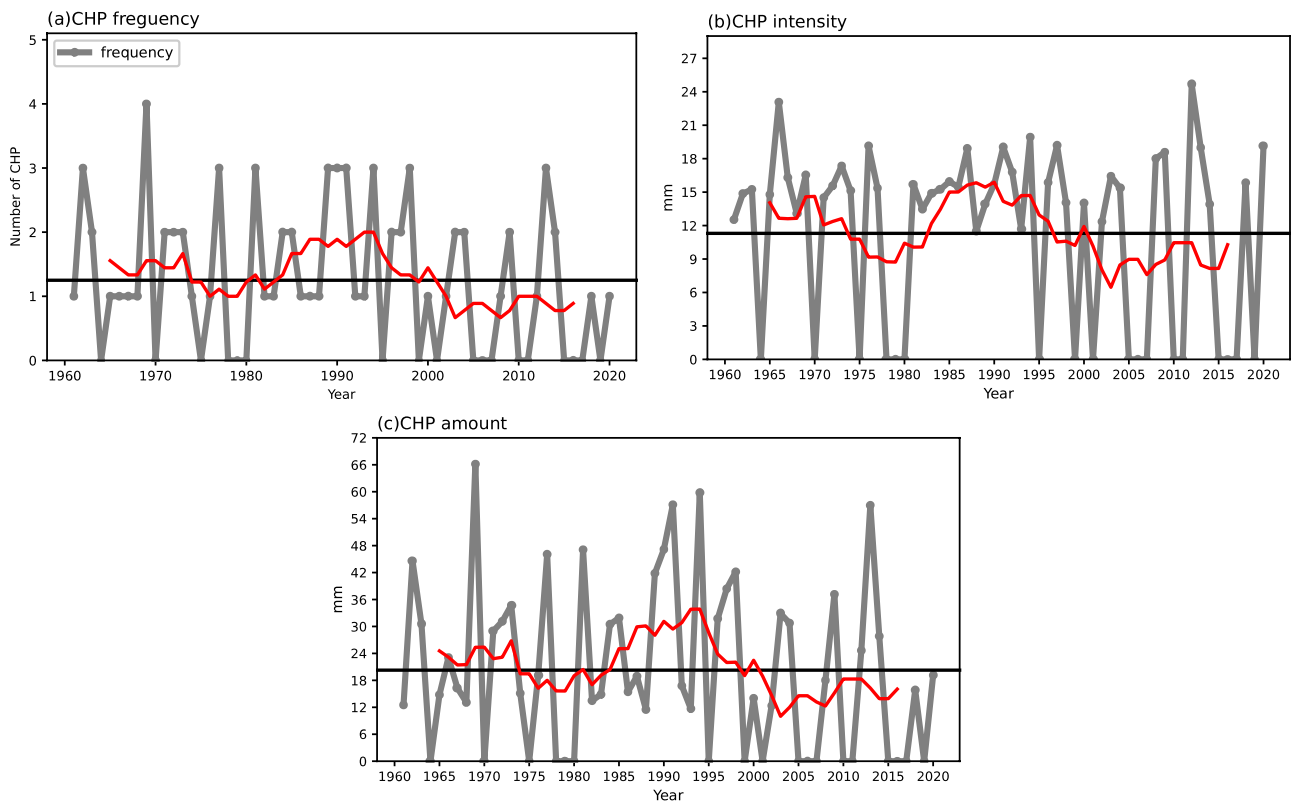 (a)CHP freguency
5
4
3
2
1
0
Number of CHP
frequency
1960 1970 1980 1990 2000 2010 2020
Year
(b)CHP intensity
27
24
21
18
15
12
9
6
3
0
mm
1960 1965 1970 1975 1980 1985 1990 1995 2000 2005 2010 2015 2020
Year
(c)CHP amount
72
66
60
54
48
42
36
30
24
18
12
6
0
mm
1960 1965 1970 1975 1980 1985 1990 1995 2000 2005 2010 2015 2020
Year